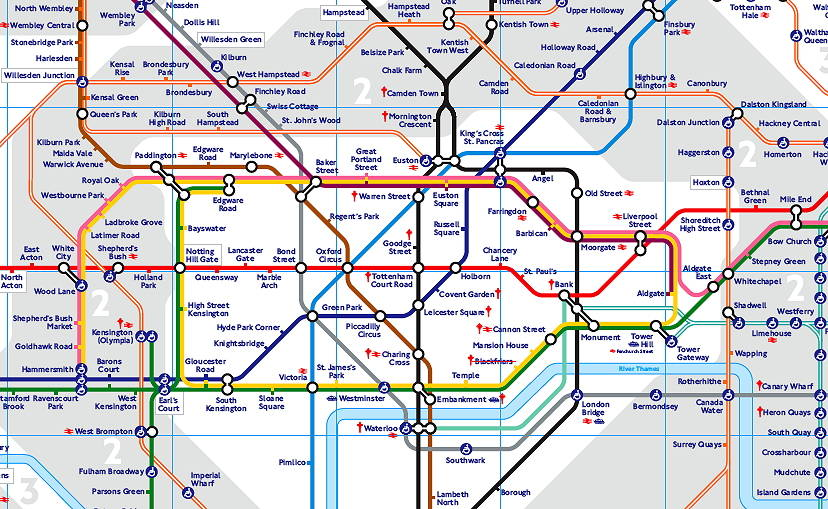 North Wembley
Wembley Central
Stonebridge Park
Harlesden
Willesden Junction
Kensal Green
Queen's Park
Kilburn Park
Maida Vale
Warwick Avenue
Royal Oak
Westbourne Park
Ladbroke Grove
Latimer Road
Wembley
Park
Neasden
Dollis Hill
Willesden Green
Kilburn
Kensal
Rise
Brondesbury
Park
Brondesbury
West Hampstead
Finchley Road
Swiss Cottage
St. John's Wood
Kilburn
High Road
South
Hampstead
Finchley Road
& Frognal
Hampstead
Hampstead
Heath
Oak
Tufnell Park
Kentish Town
Kentish
Town West
Belsize Park
Chalk Farm
Camden Town
Mornington
Crescent
Camden
Road
Upper Holloway
Arsenal
Holloway Road
Caledonian Road
Finsbury
Park
Tottenham
Hale
Highbury &
Islington
Canonbury
Caledonian
Road &
Barnsbury
Dalston Kingsland
Dalston Junction
Hackney Central
Haggerston
Homerton
Hoxton
Shoreditch
High Street
Bethnal
Green
Mile End
Bow Church
Stepney Green
Whitechapel
Paddington
Edgware
Road
Marylebone
Baker
Street
Great
Portland
Street
Euston
King's Cross
St. Pancras
Angel
Old Street
Warren Street
Euston
Square
Farringdon
Barbican
Liverpool
Street
Moorgate
Edgware
Road
Bayswater
Regent's Park
Goodge
Street
Russell
Square
East
Acton
White
City
Shepherd's
Bush
North
Acton
Wood Lane
Holland
Park
Notting
Hill Gate
Lancaster
Gate
Queensway
Bond
Street
Marble
Arch
Oxford
Circus
Tottenham
Court Road
Holborn
Chancery
Lane
St. Paul's
Bank
Aldgate
East
Aldgate
Covent Garden
Leicester Square
Shepherd's Bush
Market
Goldhawk Road
Hammersmith
Kensington
(Olympia)
High Street
Kensington
Hyde Park Corner
Knightsbridge
Green Park
Piccadilly
Circus
Charing
Cross
Cannon Street
Mansion House
Blackfriars
Monument
Tower
Hill
Fenchurch Street
Tower
Gateway
Shadwell
Limehouse
Westferry
Wapping
River Thames
Barons
Court
Gloucester
Road
Victoria
St. James's
Park
Temple
Embankment
Westminster
Stamford
Brook
Ravenscourt
Park
West
Kensington
Earl's
Court
South
Kensington
Sloane
Square
Waterloo
Southwark
London
Bridge
Bermondsey
Canada
Water
Rotherhithe
Surrey Quays
Canary Wharf
Heron Quays
South Quay
Crossharbour
Mudchute
Island Gardens
West Brompton
Fulham Broadway
Parsons Green
Imperial
Wharf
Pimlico
Lambeth
North
Borough
2
2
2
2
2
3
3